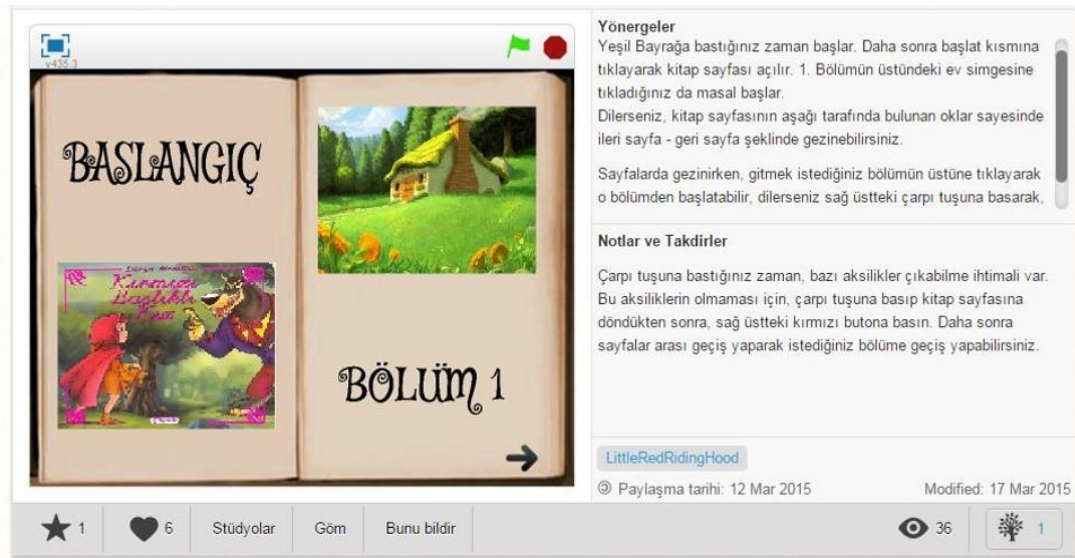 v435.3
BASLANGIÇ
Kırmızı
Başlıklı
Kız
BÖLÜM 1
Yönergeler
Yeşil Bayrağa bastığınız zaman başlar. Daha sonra başlat kısmına
tıklayarak kitap sayfası açılır. 1. Bölümün üstündeki ev simgesine
tıkladığınız da masal başlar.
Dilerseniz, kitap sayfasının aşağı tarafında bulunan oklar sayesinde
ileri sayfa - geri sayfa şeklinde gezinebilirsiniz.
Sayfalarda gezinirken, gitmek istediğiniz bölümün üstüne tıklayarak
o bölümden başlatabilir, dilerseniz sağ üstteki çarpı tuşuna basarak,
Notlar ve Takdirler
Çarpı tuşuna bastığınız zaman, bazı aksilikler çıkabilme ihtimali var.
Bu aksiliklerin olmaması için, çarpı tuşuna basıp kitap sayfasına
döndükten sonra, sağ üstteki kırmızı butona basın. Daha sonra
sayfalar arası geçiş yaparak istediğiniz bölüme geçiş yapabilirsiniz.
LittleRedRidingHood
Paylaşma tarihi: 12 Mar 2015 Modified: 17 Mar 2015
1 6 Stüdyolar Göm Bunu bildir 36 1